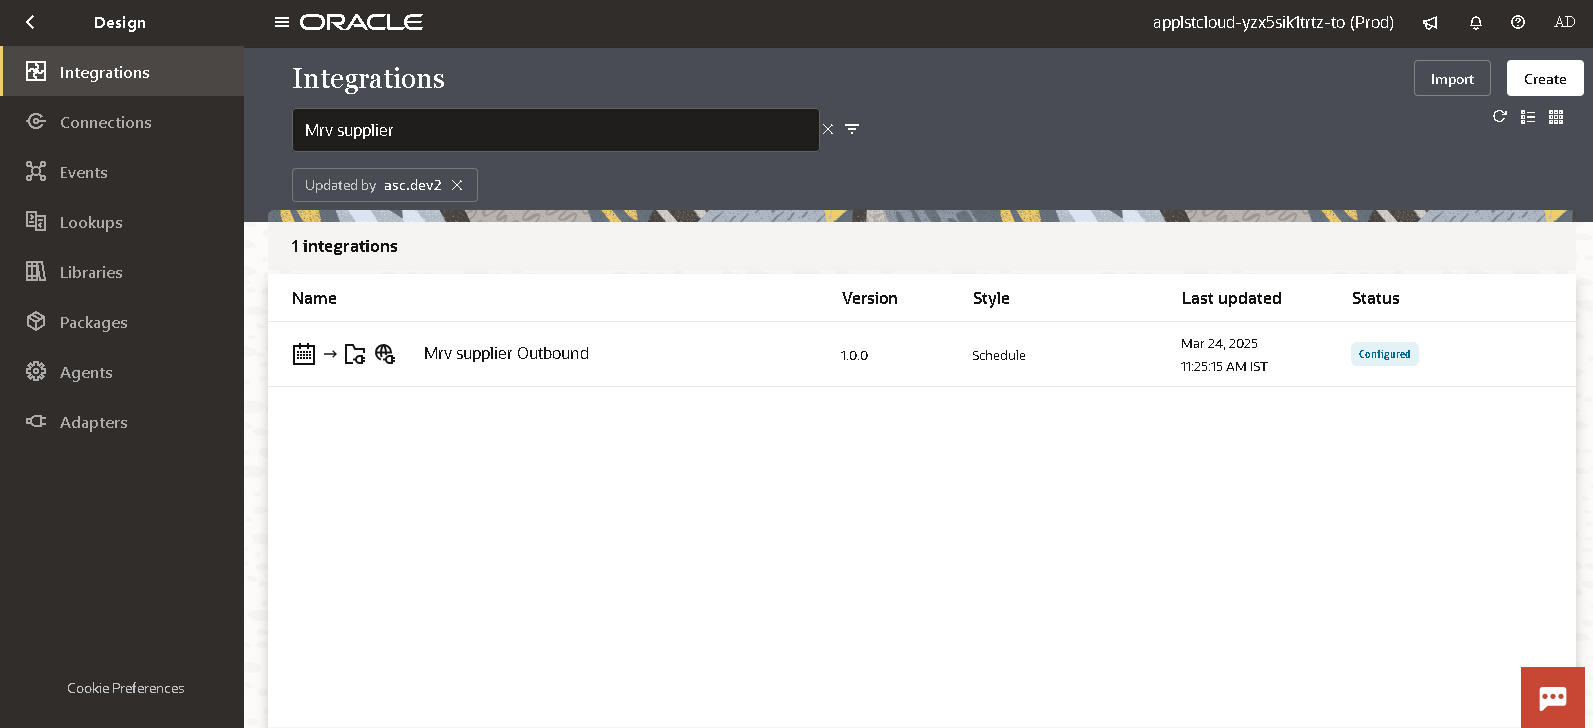 Design
ORACLE
applstcloud-yzx5sik1trtz-to (Prod)
AD
Integrations
Connections
Events
Lookups
Libraries
Packages
Agents
Adapters
Cookie Preferences
Integrations
Import
Create
Mrv supplier
Updated by asc.dev2
1 integrations
Name Version Style Last updated Status
Mrv supplier Outbound 1.0.0 Schedule Mar 24, 2025 Configured
11:25:15 AM IST